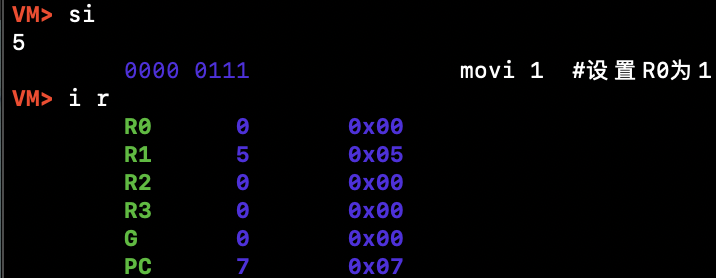 VM> si
5
0000 0111 movi 1 #设置R0为1
VM> i r
R0 0 0x00
R1 5 0x05
R2 0 0x00
R3 0 0x00
G 0 0x00
PC 7 0x07